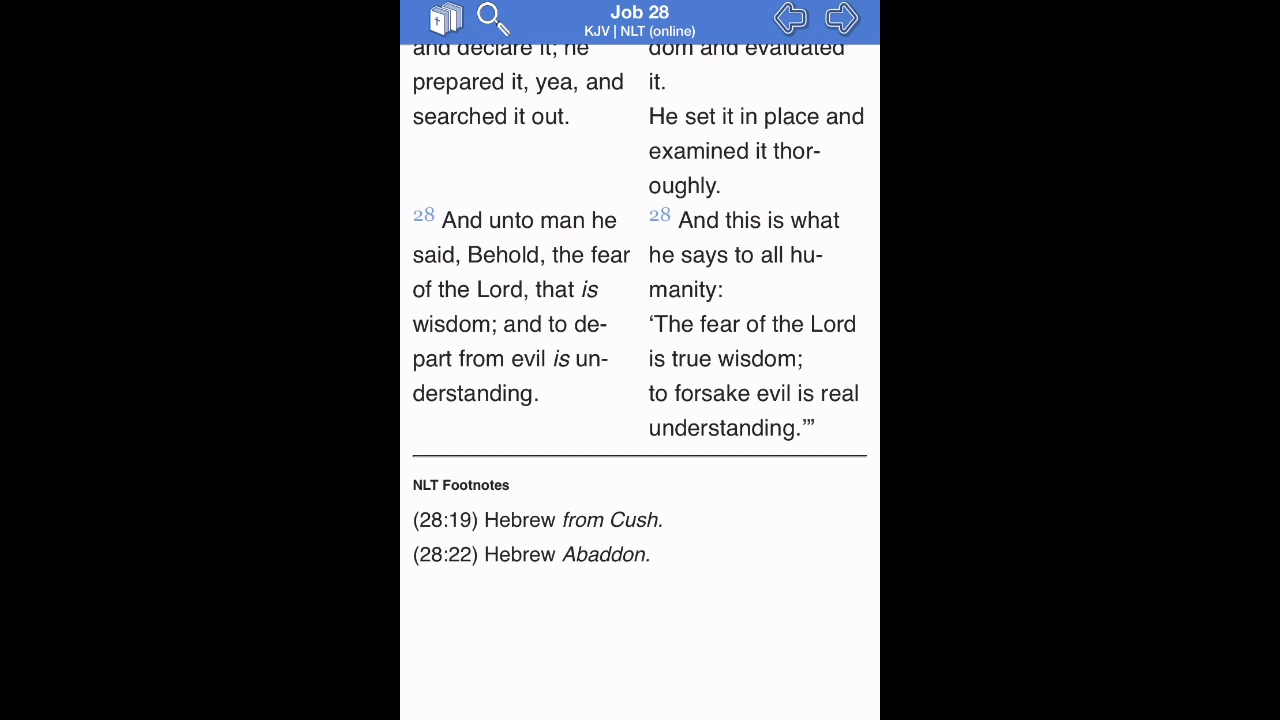 Job 28
KJV | NLT (online)
and declare it; he
prepared it, yea, and
searched it out.
28 And unto man he
said, Behold, the fear
of the Lord, that is
wisdom; and to de-
part from evil is un-
derstanding.
dom and evaluated
it.
He set it in place and
examined it thor-
oughly.
28 And this is what
he says to all hu-
manity:
‘The fear of the Lord
is true wisdom;
to forsake evil is real
understanding.’”
NLT Footnotes
(28:19) Hebrew from Cush.
(28:22) Hebrew Abaddon.